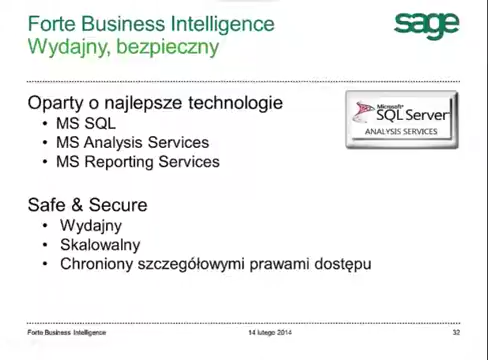 Forte Business Intelligence
Wydajny, bezpieczny
sage
Oparty o najlepsze technologie
• MS SQL
• MS Analysis Services
• MS Reporting Services
Microsoft
SQL Server
ANALYSIS SERVICES
Safe & Secure
• Wydajny
• Skalowalny
• Chroniony szczegółowymi prawami dostępu
Forte Business Intelligence
14 lutego 2014
32